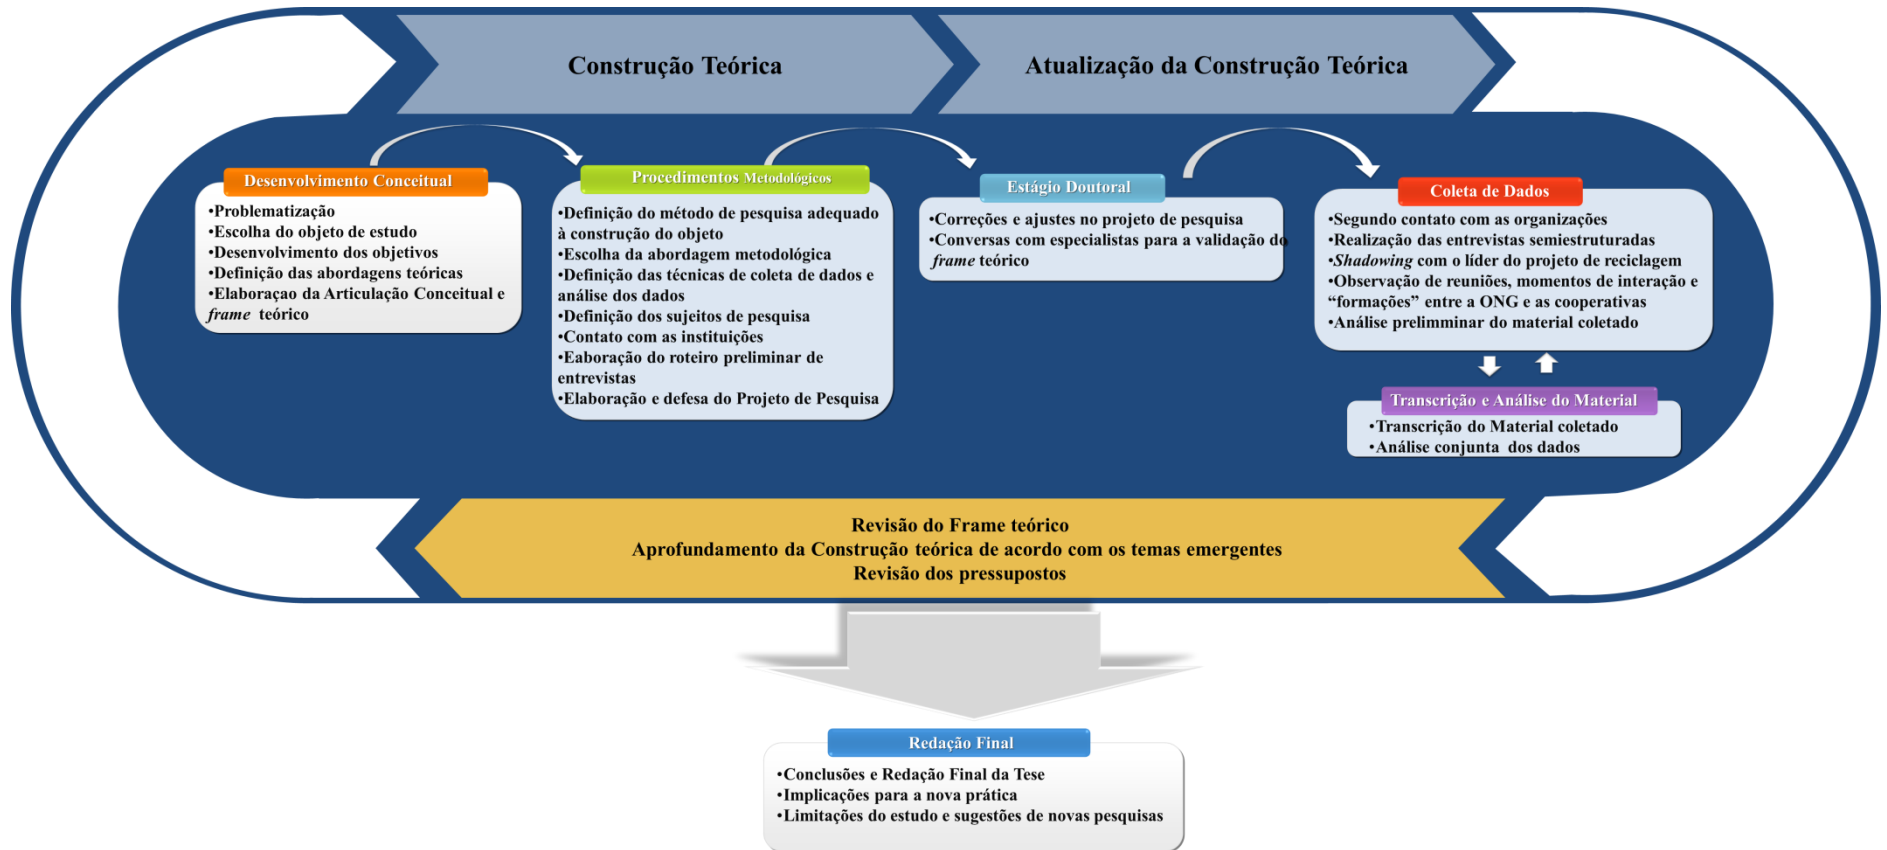 Construção Teórica
Atualização da Construção Teórica
Desenvolvimento Conceitual
•Problematização
•Escolha do objeto de estudo
•Desenvolvimento dos objetivos
•Definição das abordagens teóricas
•Elaboraçao da Articulação Conceitual e
frame teórico
Procedimentos Metodológicos
•Definição do método de pesquisa adequado
à construção do objeto
•Escolha da abordagem metodológica
•Definição das técnicas de coleta de dados e
análise dos dados
•Definição dos sujeitos de pesquisa
•Contato com as instituições
•Eaboração do roteiro preliminar de
entrevistas
•Elaboração e defesa do Projeto de Pesquisa
Estágio Doutoral
•Correções e ajustes no projeto de pesquisa
•Conversas com especialistas para a validação do
frame teórico
Coleta de Dados
•Segundo contato com as organizações
•Realização das entrevistas semiestruturadas
•Shadowing com o líder do projeto de reciclagem
•Observação de reuniões, momentos de interação e
“formações” entre a ONG e as cooperativas
•Análise prelimminar do material coletado
Transcrição e Análise do Material
•Transcrição do Material coletado
•Análise conjunta dos dados
Revisão do Frame teórico
Aprofundamento da Construção teórica de acordo com os temas emergentes
Revisão dos pressupostos
Redação Final
•Conclusões e Redação Final da Tese
•Implicações para a nova prática
•Limitações do estudo e sugestões de novas pesquisas